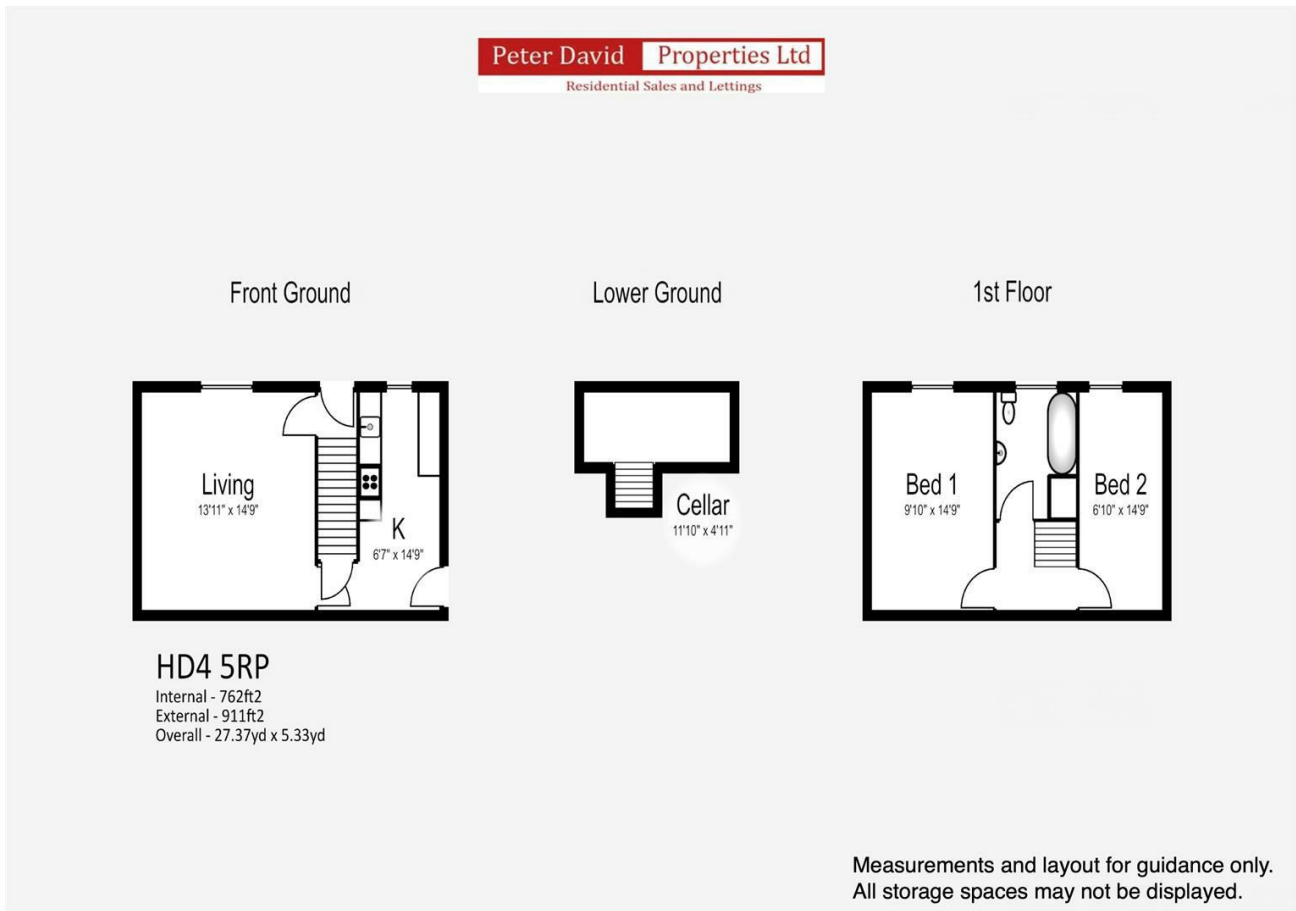 Peter David Properties Ltd
Residential Sales and Lettings
Front Ground
Lower Ground
1st Floor
Living
13'11" x 14'9"
K
6'7" x 14'9"
Cellar
11'10" x 4'11"
Bed 1
9'10" x 14'9"
Bed 2
6'10" x 14'9"
HD4 5RP
Internal - 762ft2
External - 911ft2
Overall - 27.37yd x 5.33yd
Measurements and layout for guidance only.
All storage spaces may not be displayed.